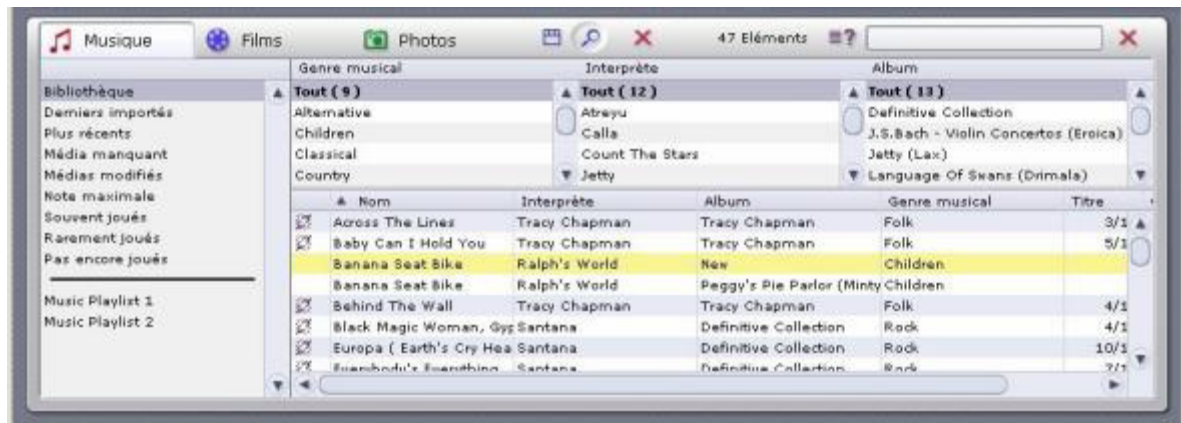 Musique Films Photos 47 Eléments ?
Genre musical Interprète Album
Bibliothèque Tout ( 9 ) Tout ( 12 ) Tout ( 13 )
Derniers importés Alternative Atreyu Definitive Collection
Plus récents Children Calla J.S.Bach - Violin Concertos (Eroica)
Média manquant Classical Count The Stars Jetty (Lax)
Médias modifiés Country Jetty Language Of Swans (Drimala)
Note maximale
Nom Interprète Album Genre musical Titre
Souvent joués Across The Lines Tracy Chapman Tracy Chapman Folk 3/1
Rarement joués Baby Can I Hold You Tracy Chapman Tracy Chapman Folk 5/1
Pas encore joués Banana Seat Bike Ralph's World New Children
Banana Seat Bike Ralph's World Peggy's Pie Parlor (Minty Children
Music Playlist 1 Behind The Wall Tracy Chapman Tracy Chapman Folk 4/1
Music Playlist 2 Black Magic Woman, Gyp Santana Definitive Collection Rock 4/1
Europa ( Earth's Cry Hea Santana Definitive Collection Rock 10/1
Everybody's Everything Santana Definitive Collection Rock